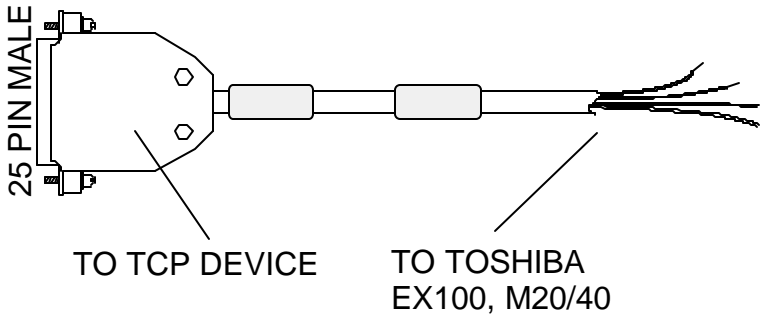 25 PIN MALE
TO TCP DEVICE
TO TOSHIBA
EX100, M20/40